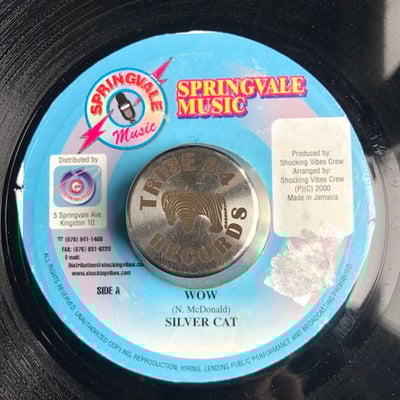 SPRINGVALE
Music
SPRINGVALE
MUSIC
Distributed by
5 Springvale Ave.
Kingston 10.
FAX: (876) 931-6220
E-mail:
www.shockingvibes.com
SIDE A
Produced by:
Shocking Vibes Crew
Arranged by:
Shocking Vibes Crew
(P)(C) 2000
Made in Jamaica
TRIBE 84
RECORDS
WOW
(N. McDonald)
SILVER CAT
ALL RIGHTS RESERVED. UNAUTHORIZED COPYING, REPRODUCTION, HIRING, LENDING PUBLIC PERFORMANCE AND BROADCASTING PROHIBITED